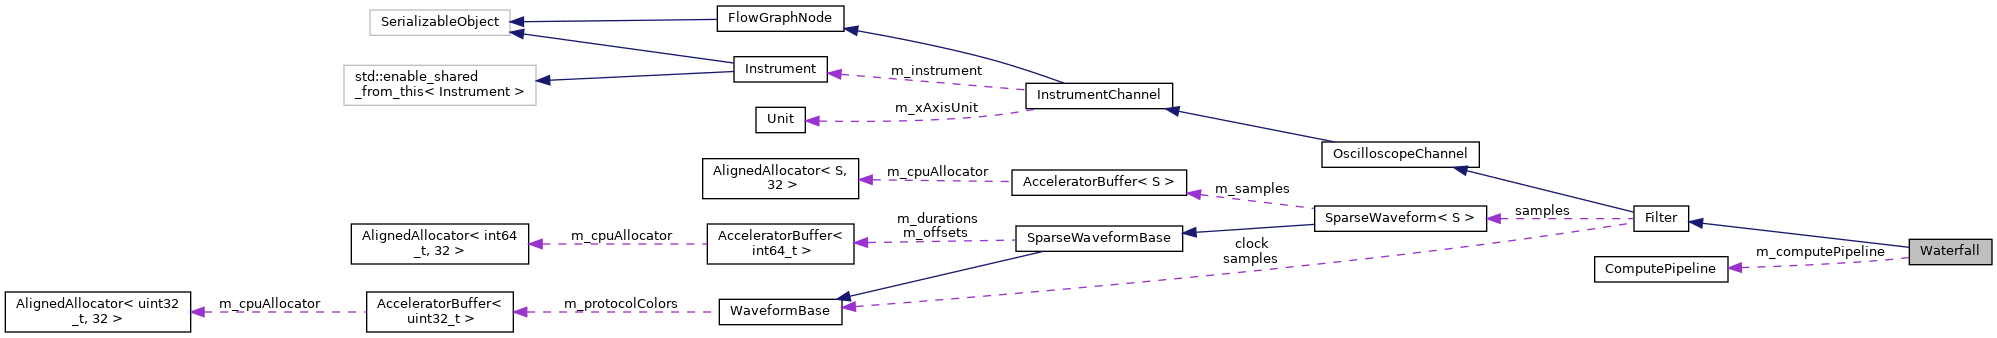 SerializableObject
FlowGraphNode
std::enable_shared
_from_this< Instrument >
Instrument
m_instrument
InstrumentChannel
m_xAxisUnit
Unit
OscilloscopeChannel
AlignedAllocator< S,
32 >
m_cpuAllocator
AcceleratorBuffer< S >
m_samples
SparseWaveform< S >
samples
Filter
AlignedAllocator< int64
_t, 32 >
m_cpuAllocator
AcceleratorBuffer<
int64_t >
m_durations
m_offsets
SparseWaveformBase
clock
samples
m_computePipeline
Waterfall
ComputePipeline
AlignedAllocator< uint32
_t, 32 >
m_cpuAllocator
AcceleratorBuffer<
uint32_t >
m_protocolColors
WaveformBase